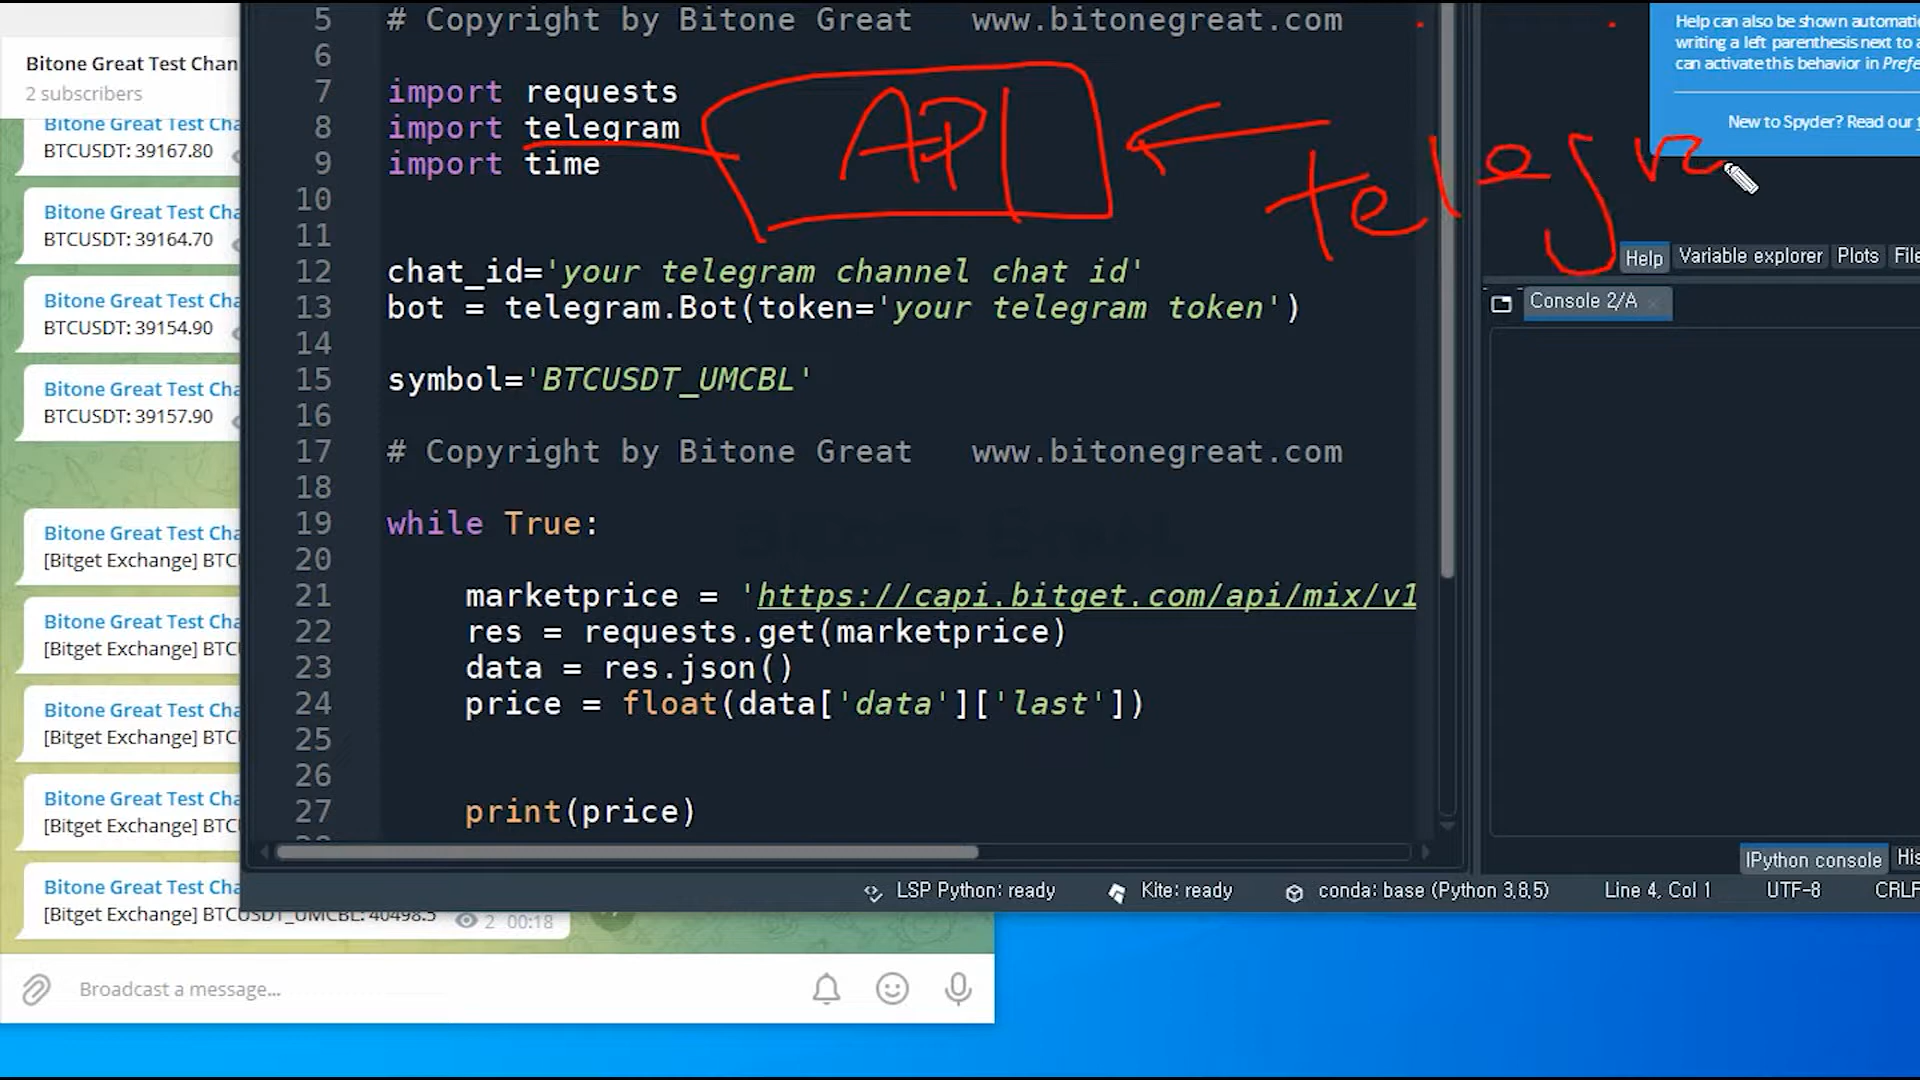 Bitone Great Test Chan
2 subscribers
Bitone Great Test Cha
BTCUSDT: 39167.80
Bitone Great Test Cha
BTCUSDT: 39164.70
Bitone Great Test Cha
BTCUSDT: 39154.90
Bitone Great Test Cha
BTCUSDT: 39157.90
Bitone Great Test Cha
[Bitget Exchange] BTC
Bitone Great Test Cha
[Bitget Exchange] BTC
Bitone Great Test Cha
[Bitget Exchange] BTC
Bitone Great Test Cha
[Bitget Exchange] BTC
Bitone Great Test Cha
[Bitget Exchange] BTCUSDT_UMCBL: 40498.5 2 00:18
Broadcast a message...
5 # Copyright by Bitone Great www.bitonegreat.com
6
7 import requests
8 import telegram
9 import time
10
11
12 chat_id='your telegram channel chat id'
13 bot = telegram.Bot(token='your telegram token')
14
15 symbol='BTCUSDT_UMCBL'
16
17 # Copyright by Bitone Great www.bitonegreat.com
18
19 while True:
20
21 marketprice = 'https://capi.bitget.com/api/mix/v1
22 res = requests.get(marketprice)
23 data = res.json()
24 price = float(data['data']['last'])
25
26
27 print(price)
API
telegra
Help can also be shown automatic
writing a left parenthesis next to a
can activate this behavior in Prefe
New to Spyder? Read our t
Help Variable explorer Plots File
Console 2/A
IPython console His
LSP Python: ready Kite: ready conda: base (Python 3,8,5) Line 4, Col 1 UTF-8 CRLF